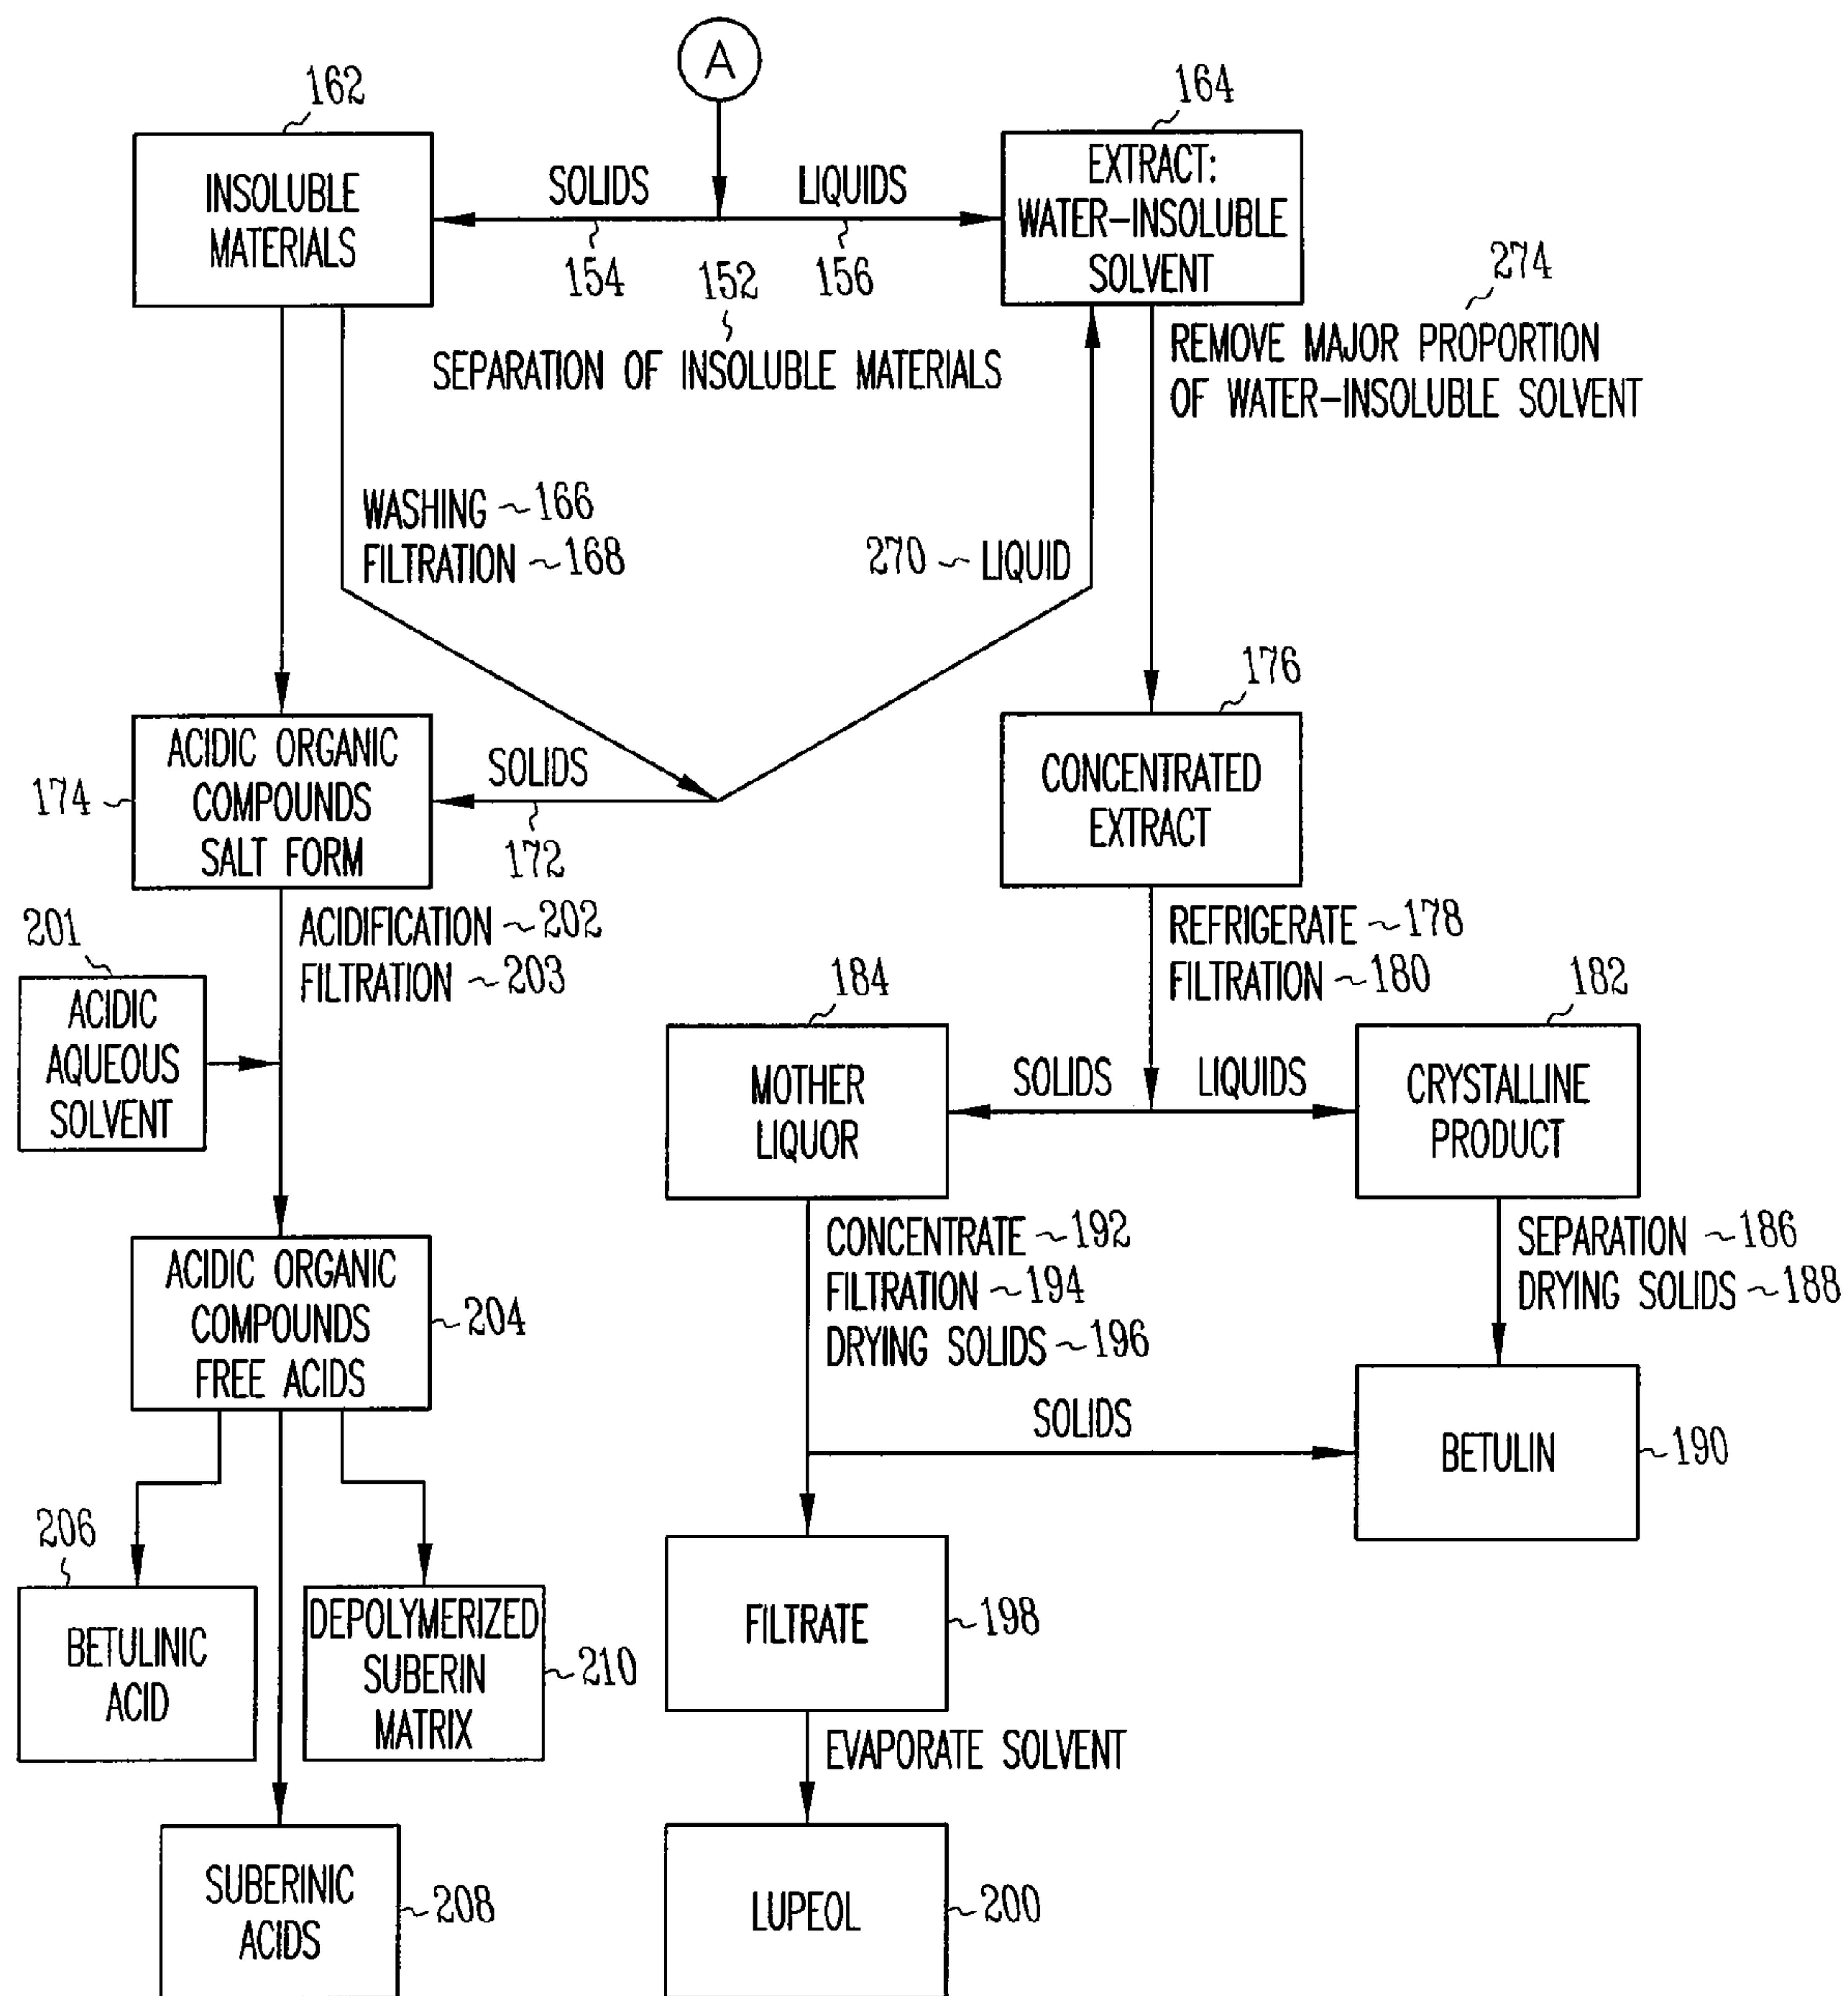 A
162
164
INSOLUBLE
MATERIALS
SOLIDS
LIQUIDS
EXTRACT:
WATER-INSOLUBLE
SOLVENT
154
152
156
274
SEPARATION OF INSOLUBLE MATERIALS
REMOVE MAJOR PROPORTION
OF WATER-INSOLUBLE SOLVENT
WASHING ~166
FILTRATION ~168
270 ~ LIQUID
176
174
ACIDIC ORGANIC
COMPOUNDS
SALT FORM
SOLIDS
172
CONCENTRATED
EXTRACT
201
ACIDIFICATION ~202
FILTRATION ~203
REFRIGERATE ~178
FILTRATION ~180
ACIDIC
AQUEOUS
SOLVENT
184
182
MOTHER
LIQUOR
SOLIDS
LIQUIDS
CRYSTALLINE
PRODUCT
CONCENTRATE ~192
FILTRATION ~194
DRYING SOLIDS ~196
SEPARATION ~186
DRYING SOLIDS ~188
ACIDIC ORGANIC
COMPOUNDS
FREE ACIDS
204
SOLIDS
BETULIN
190
206
BETULINIC
ACID
DEPOLYMERIZED
SUBERIN
MATRIX
210
FILTRATE
198
EVAPORATE SOLVENT
SUBERINIC
ACIDS
208
LUPEOL
200